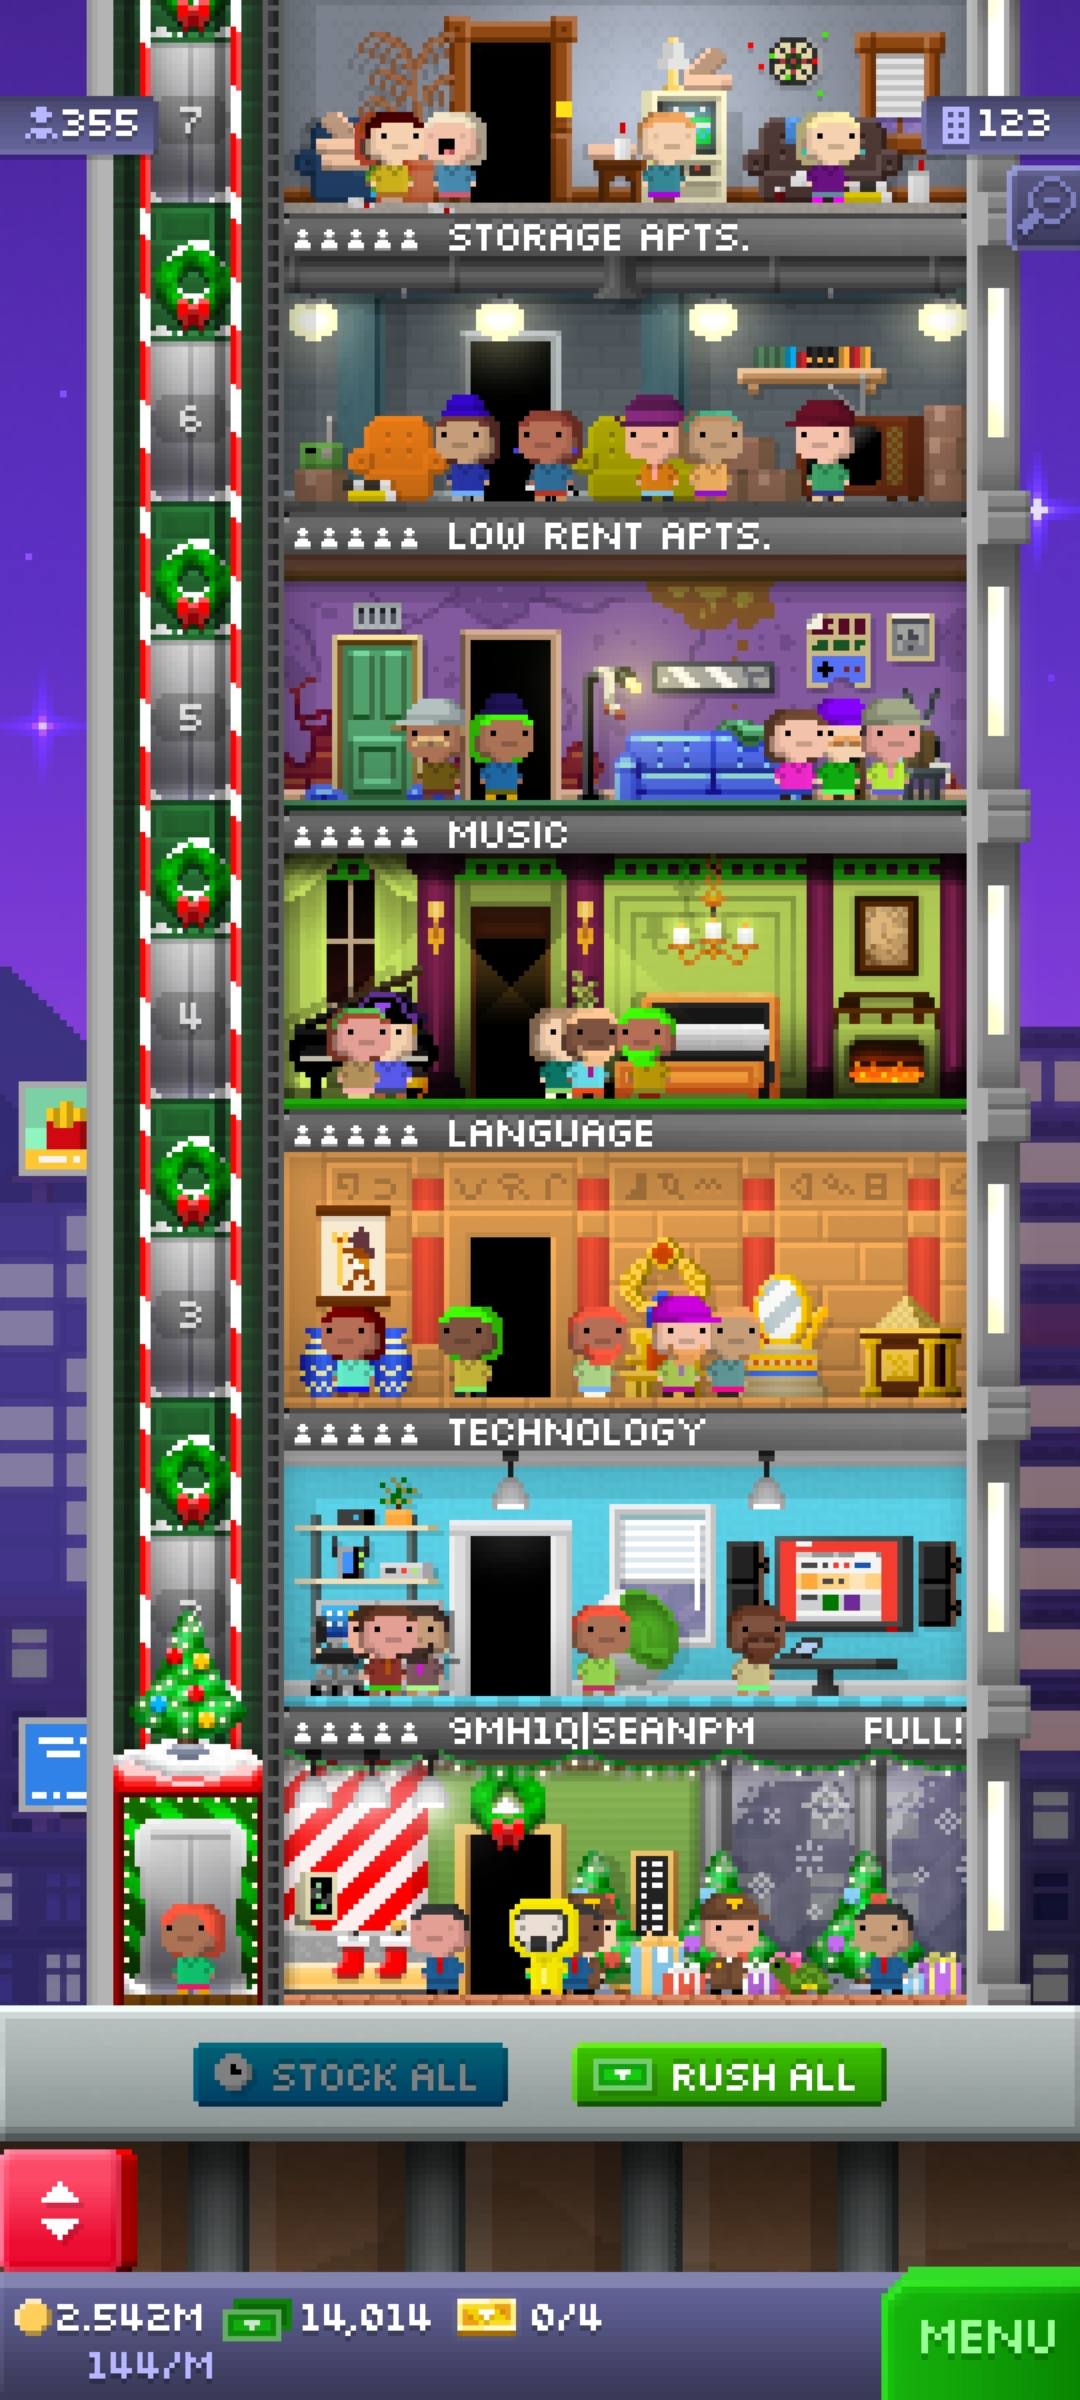 7
355
123
STORAGE APTS.
6
LOW RENT APTS.
5
MUSIC
4
LANGUAGE
3
TECHNOLOGY
9MH1Q|SEANPM FULL!
STOCK ALL
RUSH ALL
2.542M 14,014 0/4
144/M
MENU